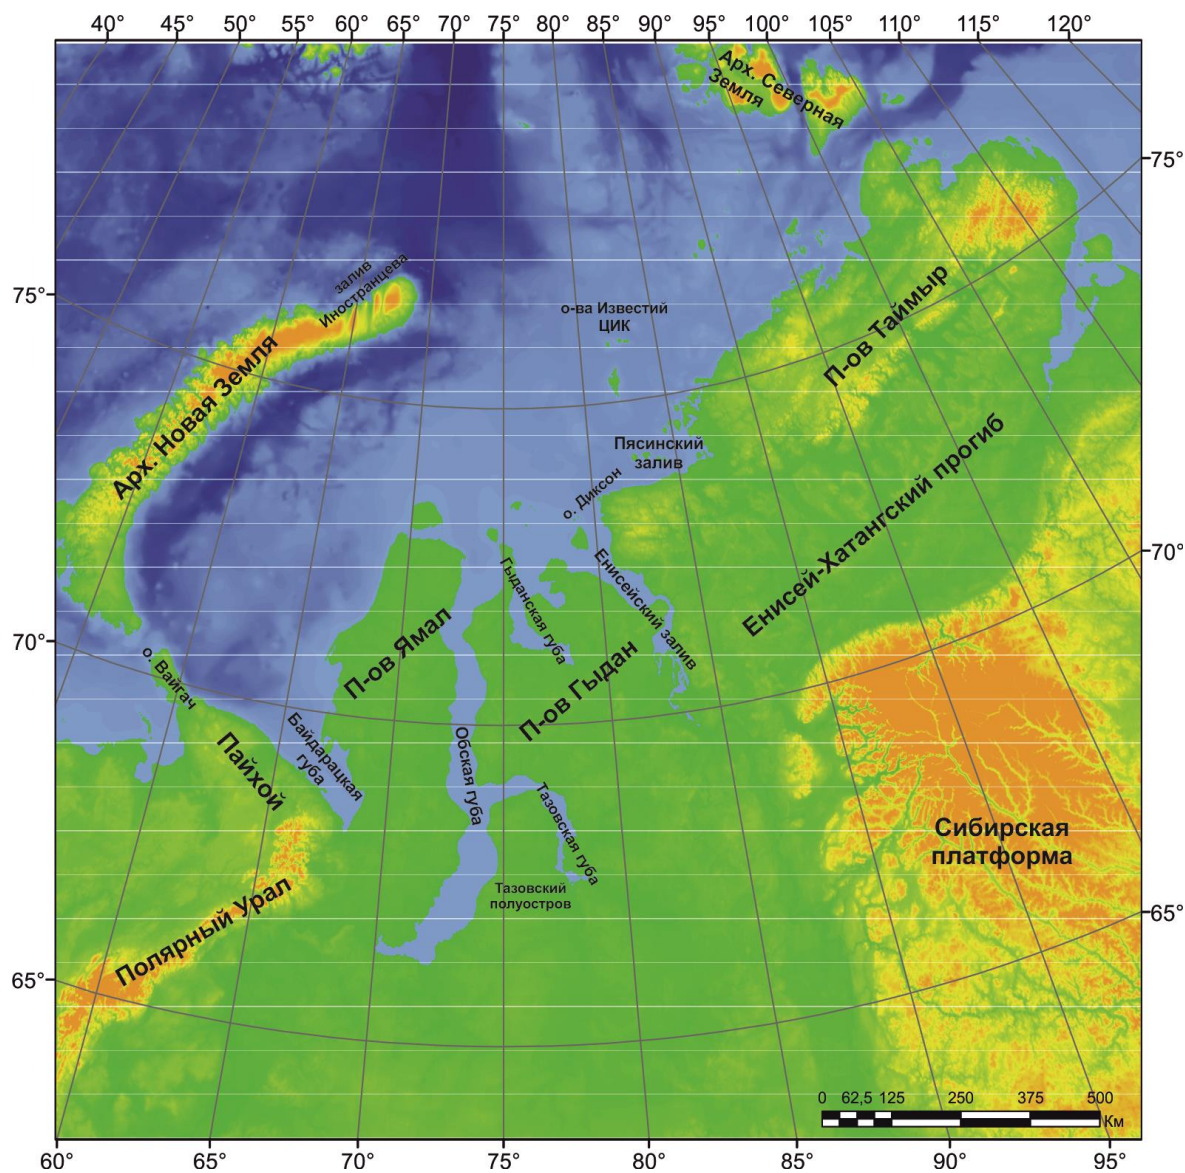 40° 45° 50° 55° 60° 65° 70° 75° 80° 85° 90° 95° 100° 105° 110° 115° 120°
Арх. Северная
Земля
75°
залив
Иностранцева
75°
П-ов Таймыр
о-ва Известий
ЦИК
Арх. Новая Земля
Пясинский
залив
о. Диксон
Енисей-Хатангский прогиб
70°
Гыданская губа
Енисейский залив
П-ов Ямал
70°
о. Вайгач
П-ов Гыдан
Байдарацкая
губа
Обская губа
Пайхой
Тазовская губа
Сибирская
платформа
Тазовский
полуостров
Полярный Урал
65°
65°
0 62,5 125 250 375 500
Км
60° 65° 70° 75° 80° 85° 90° 95°